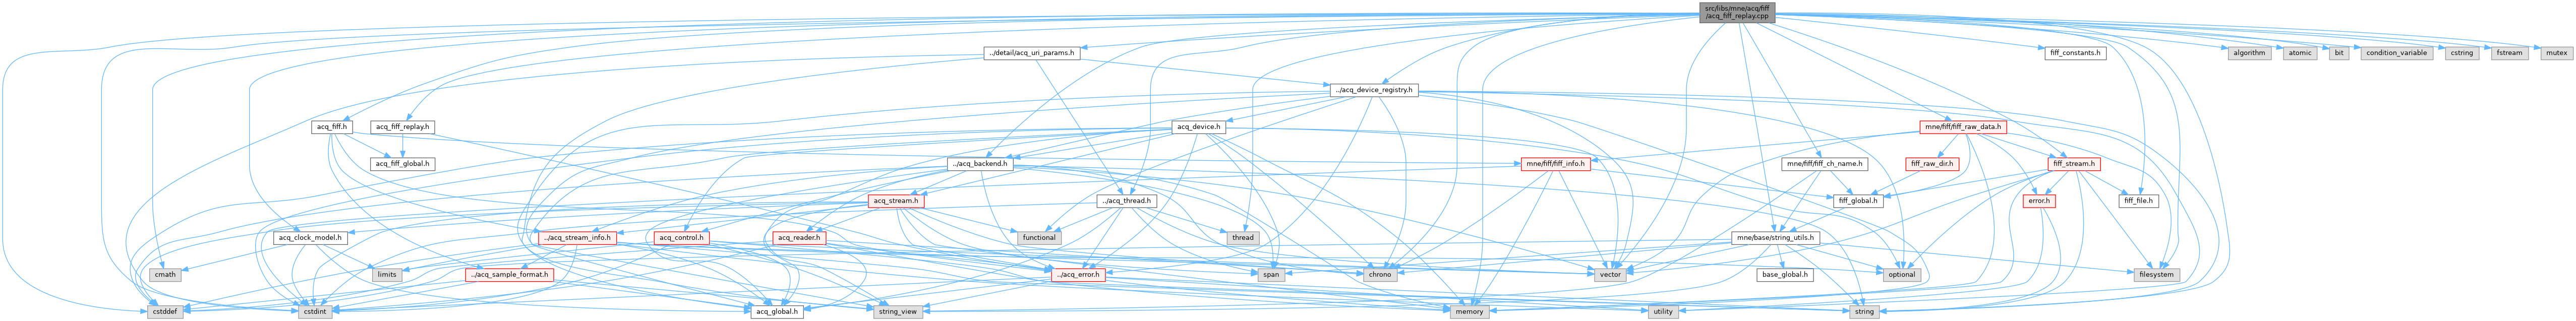 src/libs/mne/acq/fiff
/acq_fiff_replay.cpp
../detail/acq_uri_params.h
fiff_constants.h
algorithm
atomic
bit
condition_variable
cstring
fstream
mutex
../acq_device_registry.h
acq_fiff.h
acq_fiff_replay.h
acq_device.h
mne/fiff/fiff_raw_data.h
acq_fiff_global.h
../acq_backend.h
mne/fiff/fiff_info.h
mne/fiff/fiff_ch_name.h
fiff_raw_dir.h
fiff_stream.h
acq_stream.h
../acq_thread.h
fiff_global.h
error.h
fiff_file.h
acq_clock_model.h
../acq_stream_info.h
acq_control.h
acq_reader.h
functional
thread
mne/base/string_utils.h
cmath
limits
../acq_sample_format.h
../acq_error.h
span
chrono
vector
base_global.h
optional
filesystem
cstddef
cstdint
acq_global.h
string_view
memory
utility
string